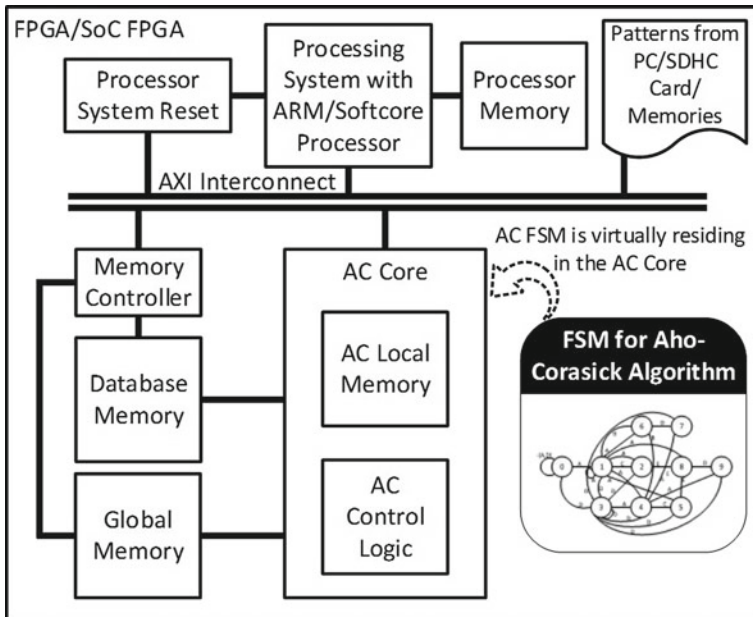 FPGA/SoC FPGA
Processor
System Reset
Processing
System with
ARM/Softcore
Processor
Processor
Memory
Patterns from
PC/SDHC
Card/
Memories
AXI Interconnect
Memory
Controller
Database
Memory
Global
Memory
AC Core
AC Local
Memory
AC
Control
Logic
AC FSM is virtually residing
in the AC Core
FSM for Aho-
Corasick Algorithm
6 7
0 1 2 8 9
3 4 5